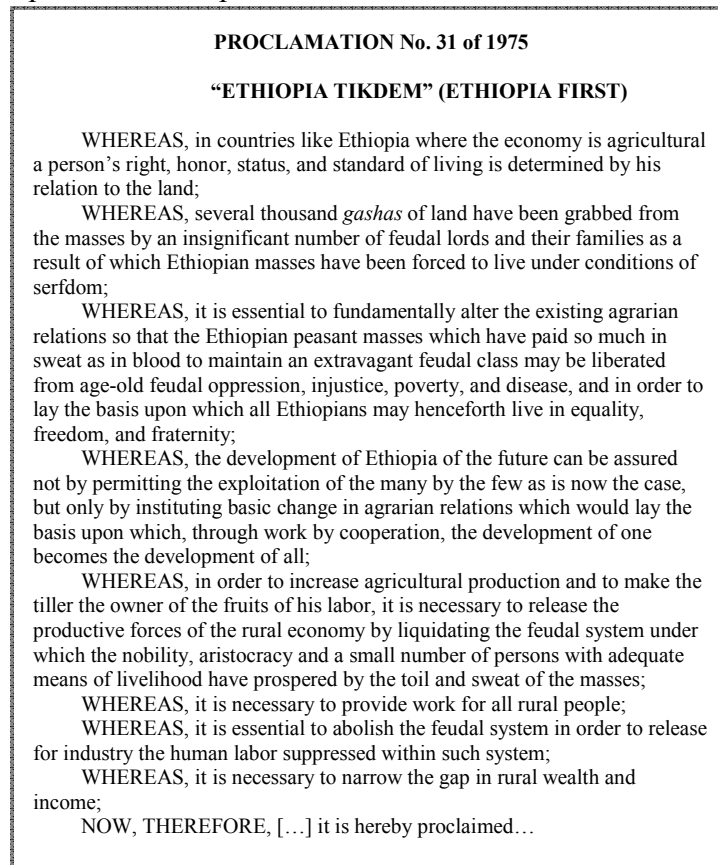 PROCLAMATION No. 31 of 1975
“ETHIOPIA TIKDEM” (ETHIOPIA FIRST)
WHEREAS, in countries like Ethiopia where the economy is agricultural
a person’s right, honor, status, and standard of living is determined by his
relation to the land;
WHEREAS, several thousand gashas of land have been grabbed from
the masses by an insignificant number of feudal lords and their families as a
result of which Ethiopian masses have been forced to live under conditions of
serfdom;
WHEREAS, it is essential to fundamentally alter the existing agrarian
relations so that the Ethiopian peasant masses which have paid so much in
sweat as in blood to maintain an extravagant feudal class may be liberated
from age-old feudal oppression, injustice, poverty, and disease, and in order to
lay the basis upon which all Ethiopians may henceforth live in equality,
freedom, and fraternity;
WHEREAS, the development of Ethiopia of the future can be assured
not by permitting the exploitation of the many by the few as is now the case,
but only by instituting basic change in agrarian relations which would lay the
basis upon which, through work by cooperation, the development of one
becomes the development of all;
WHEREAS, in order to increase agricultural production and to make the
tiller the owner of the fruits of his labor, it is necessary to release the
productive forces of the rural economy by liquidating the feudal system under
which the nobility, aristocracy and a small number of persons with adequate
means of livelihood have prospered by the toil and sweat of the masses;
WHEREAS, it is necessary to provide work for all rural people;
WHEREAS, it is essential to abolish the feudal system in order to release
for industry the human labor suppressed within such system;
WHEREAS, it is necessary to narrow the gap in rural wealth and
income;
NOW, THEREFORE, […] it is hereby proclaimed…